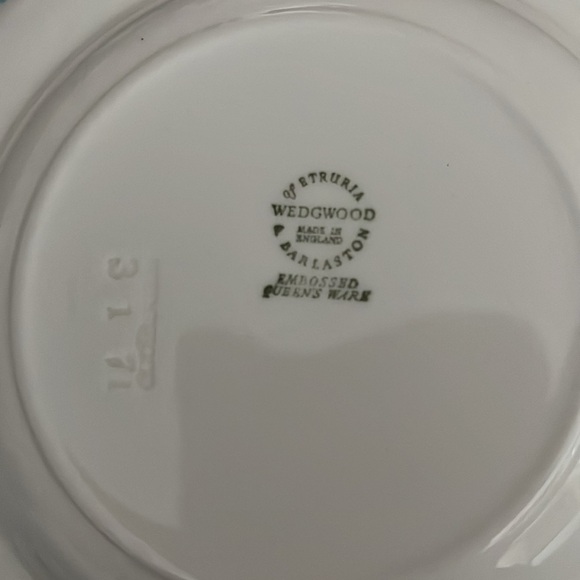 of ETRURIA
WEDGWOOD
MADE IN
ENGLAND
& BARLASTON
EMBOSSED
QUEEN'S WARE
3 1 71